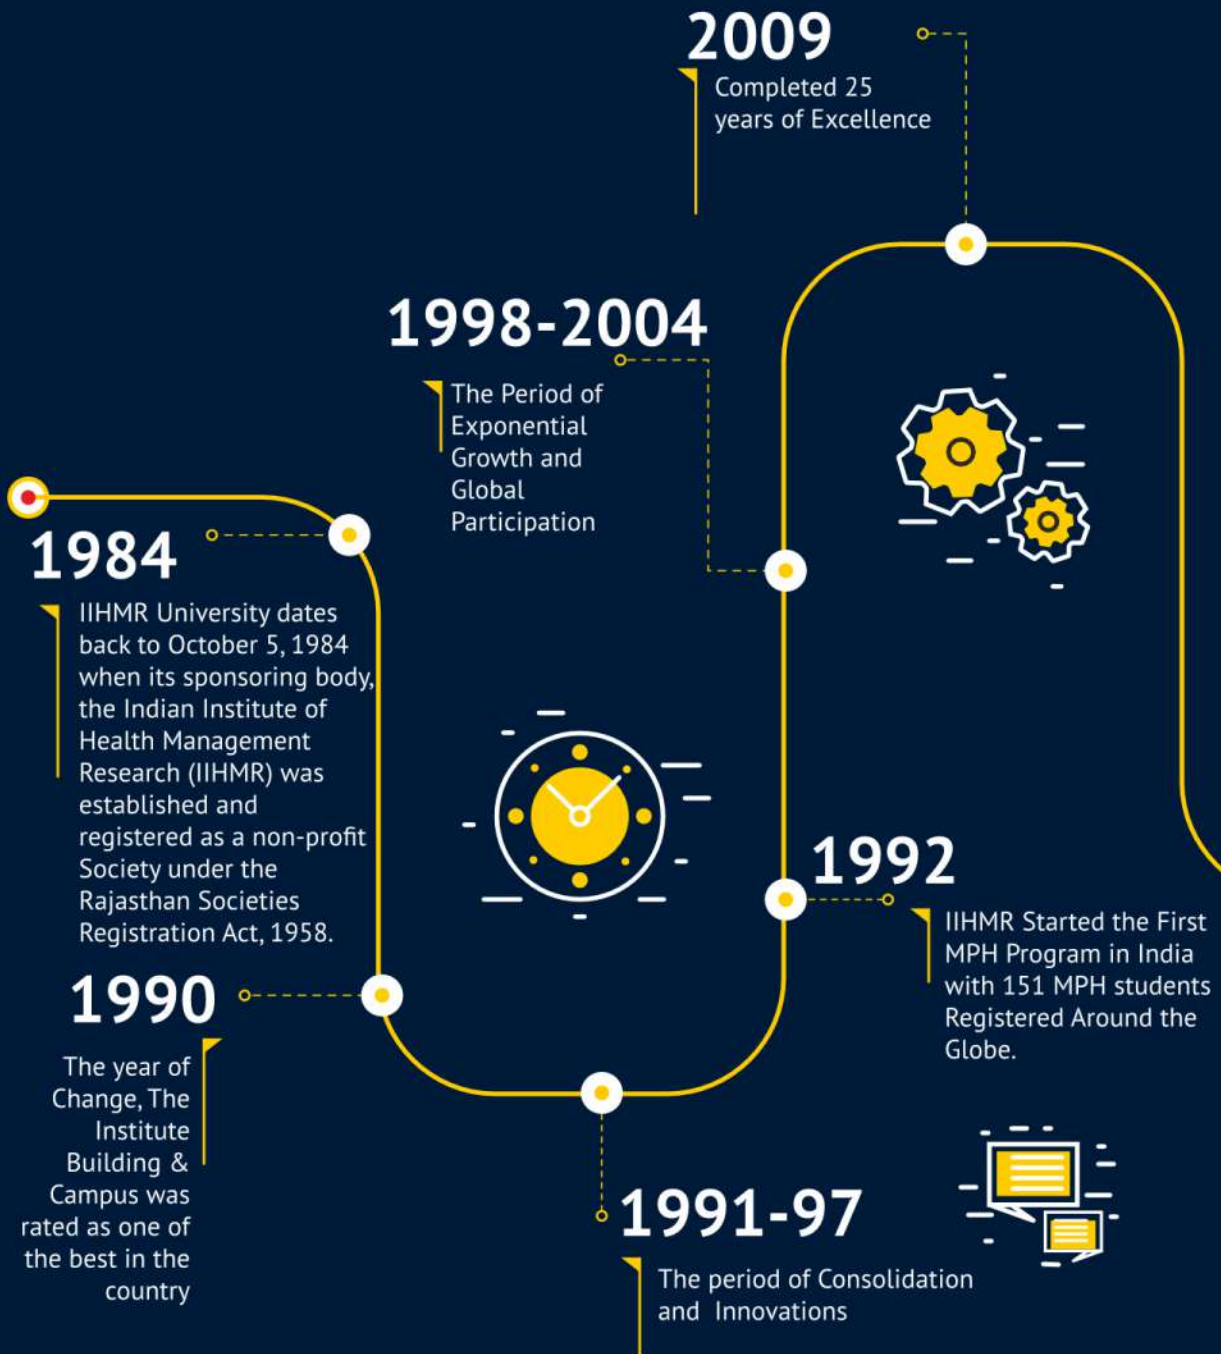 2009
Completed 25
years of Excellence
1998-2004
The Period of
Exponential
Growth and
Global
Participation
1984
IIHMR University dates
back to October 5, 1984
when its sponsoring body,
the Indian Institute of
Health Management
Research (IIHMR) was
established and
registered as a non-profit
Society under the
Rajasthan Societies
Registration Act, 1958.
1992
IIHMR Started the First
MPH Program in India
with 151 MPH students
Registered Around the
Globe.
1990
The year of
Change, The
Institute
Building &
Campus was
rated as one of
the best in the
country
1991-97
The period of Consolidation
and Innovations